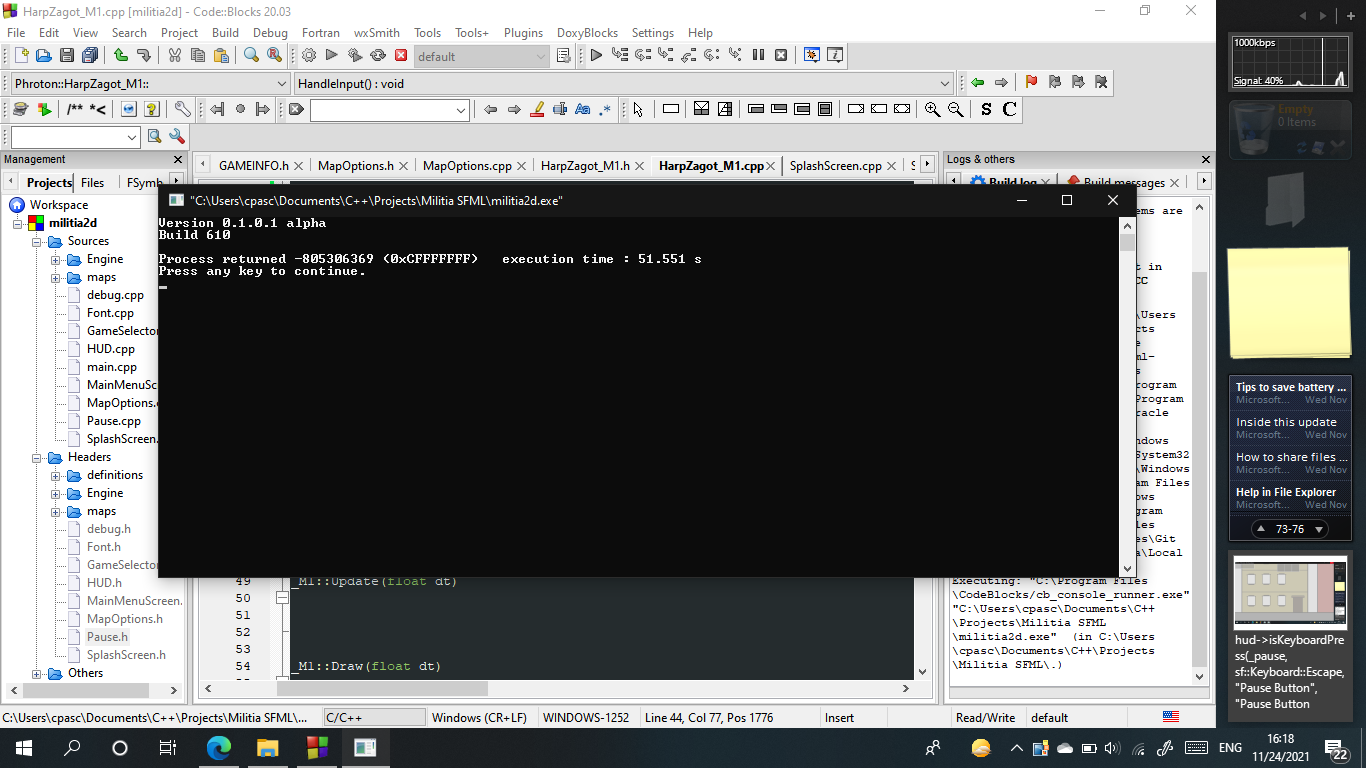 HarpZagot_M1.cpp [militia2d] - Code::Blocks 20.03
File Edit View Search Project Build Debug Fortran wxSmith Tools Tools+ Plugins DoxyBlocks Settings Help
default
Phroton::HarpZagot_M1::
HandleInput() : void
/** *<
Aa .*
S C
Management
Projects Files FSymb
GAMEINFO.h MapOptions.h MapOptions.cpp HarpZagot_M1.h HarpZagot_M1.cpp SplashScreen.cpp S
Logs & others
Build log Build messages
Workspace
militia2d
Sources
Engine
maps
debug.cpp
Font.cpp
GameSelector
HUD.cpp
main.cpp
MainMenuSc
MapOptions.
Pause.cpp
SplashScreen.
Headers
definitions
Engine
maps
debug.h
Font.h
GameSelector
HUD.h
MainMenuScreen.
MapOptions.h
Pause.h
SplashScreen.h
Others
"C:\Users\cpasc\Documents\C++\Projects\Militia SFML\militia2d.exe"
Version 0.1.0.1 alpha
Build 610
Process returned -805306369 (0xCFFFFFFF)   execution time : 51.551 s
Press any key to continue.
49 _M1::Update(float dt)
50
51
52
53
54 _M1::Draw(float dt)
ems are
t in
CC
\Users
cts
e
ml-
s
rogram
Program
racle
ndows
System32
\Windows
am Files
ows
gram
les
es\Git
a\Local
Executing: "C:\Program Files
\CodeBlocks/cb_console_runner.exe"
"C:\Users\cpasc\Documents\C++
\Projects\Militia SFML
\militia2d.exe"  (in C:\Users
\cpasc\Documents\C++\Projects
\Militia SFML\.)
C:\Users\cpasc\Documents\C++\Projects\Militia SFML\... C/C++ Windows (CR+LF) WINDOWS-1252 Line 44, Col 77, Pos 1776 Insert Read/Write default
1000kbps
Signal: 40%
Empty
0 Items
Tips to save battery ...
Microsoft... Wed Nov
Inside this update
Microsoft... Wed Nov
How to share files ...
Microsoft... Wed Nov
Help in File Explorer
Microsoft... Wed Nov
73-76
hud->isKeyboardPre
ss(_pause,
sf::Keyboard::Escape,
"Pause Button",
"Pause Button
ENG
16:18
11/24/2021
22